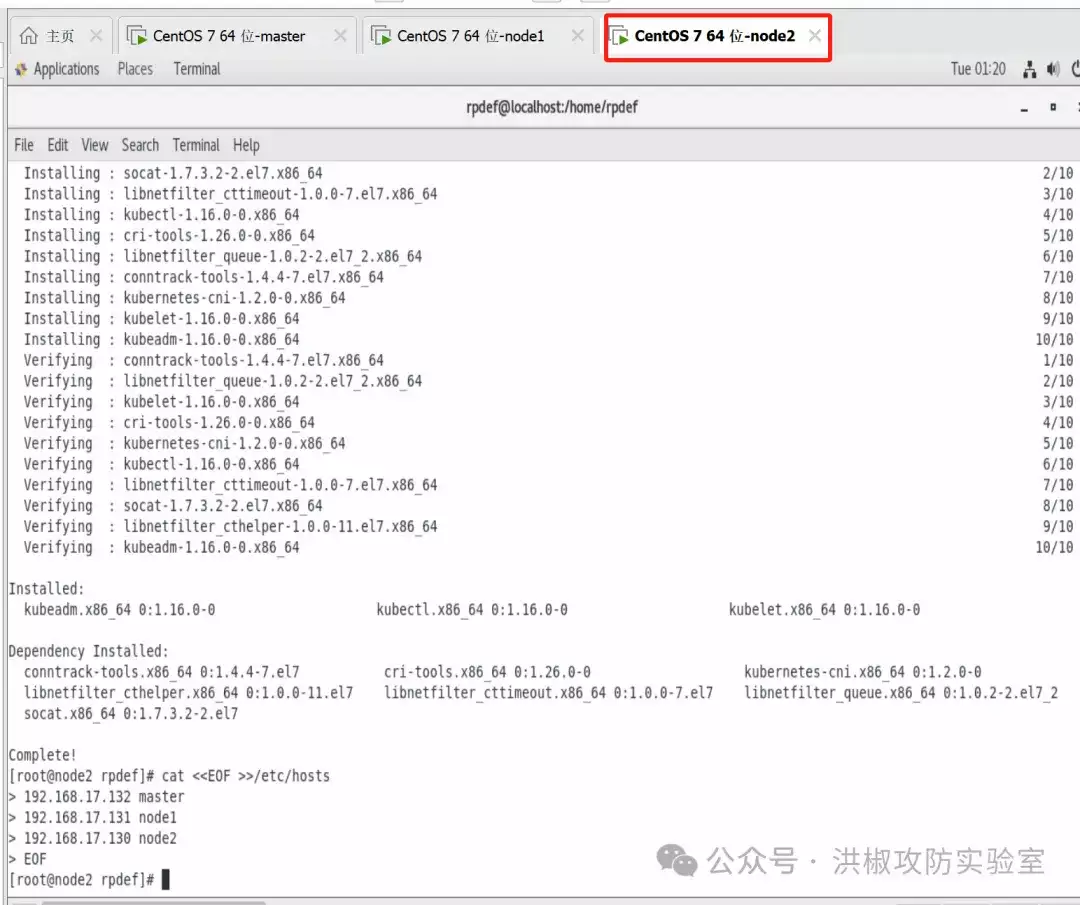 主页 CentOS 7 64 位-master CentOS 7 64 位-node1 CentOS 7 64 位-node2
Applications Places Terminal Tue 01:20
rpdef@localhost:/home/rpdef
File Edit View Search Terminal Help
Installing : socat-1.7.3.2-2.el7.x86_64 2/10
Installing : libnetfilter_cttimeout-1.0.0-7.el7.x86_64 3/10
Installing : kubectl-1.16.0-0.x86_64 4/10
Installing : cri-tools-1.26.0-0.x86_64 5/10
Installing : libnetfilter_queue-1.0.2-2.el7_2.x86_64 6/10
Installing : conntrack-tools-1.4.4-7.el7.x86_64 7/10
Installing : kubernetes-cni-1.2.0-0.x86_64 8/10
Installing : kubelet-1.16.0-0.x86_64 9/10
Installing : kubeadm-1.16.0-0.x86_64 10/10
Verifying : conntrack-tools-1.4.4-7.el7.x86_64 1/10
Verifying : libnetfilter_queue-1.0.2-2.el7_2.x86_64 2/10
Verifying : kubelet-1.16.0-0.x86_64 3/10
Verifying : cri-tools-1.26.0-0.x86_64 4/10
Verifying : kubernetes-cni-1.2.0-0.x86_64 5/10
Verifying : kubectl-1.16.0-0.x86_64 6/10
Verifying : libnetfilter_cttimeout-1.0.0-7.el7.x86_64 7/10
Verifying : socat-1.7.3.2-2.el7.x86_64 8/10
Verifying : libnetfilter_cthelper-1.0.0-11.el7.x86_64 9/10
Verifying : kubeadm-1.16.0-0.x86_64 10/10
Installed:
kubeadm.x86_64 0:1.16.0-0 kubectl.x86_64 0:1.16.0-0 kubelet.x86_64 0:1.16.0-0
Dependency Installed:
conntrack-tools.x86_64 0:1.4.4-7.el7 cri-tools.x86_64 0:1.26.0-0 kubernetes-cni.x86_64 0:1.2.0-0
libnetfilter_cthelper.x86_64 0:1.0.0-11.el7 libnetfilter_cttimeout.x86_64 0:1.0.0-7.el7 libnetfilter_queue.x86_64 0:1.0.2-2.el7_2
socat.x86_64 0:1.7.3.2-2.el7
Complete!
[root@node2 rpdef]# cat <<EOF >>/etc/hosts
> 192.168.17.132 master
> 192.168.17.131 node1
> 192.168.17.130 node2
> EOF
[root@node2 rpdef]#
公众号 · 洪椒攻防实验室